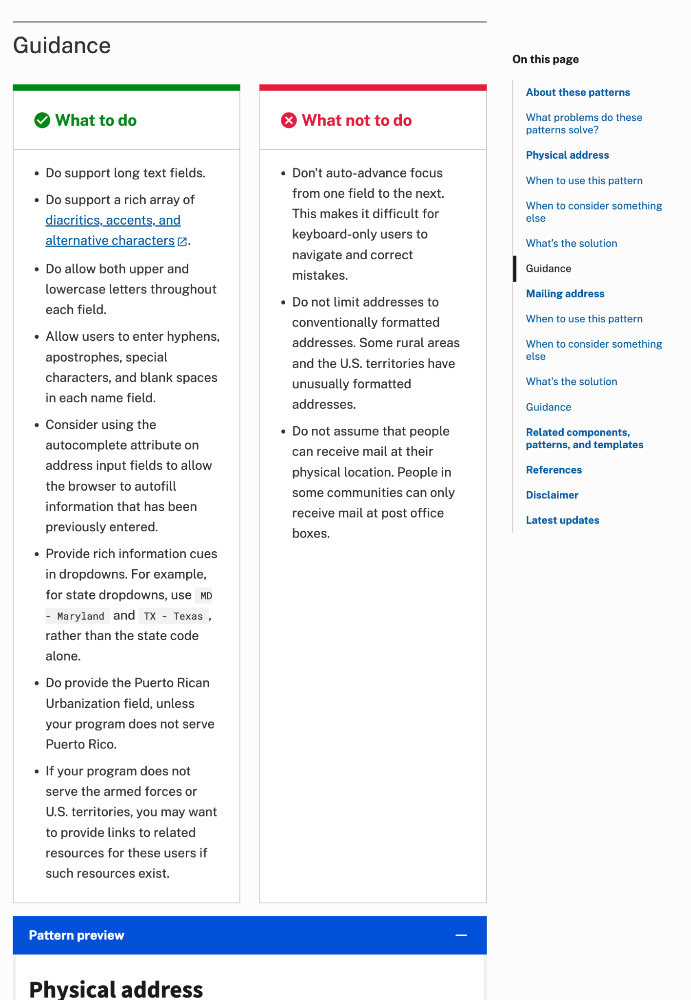 Guidance
What to do
• Do support long text fields.
• Do support a rich array of
diacritics, accents, and
alternative characters.
• Do allow both upper and
lowercase letters throughout
each field.
• Allow users to enter hyphens,
apostrophes, special
characters, and blank spaces
in each name field.
• Consider using the
autocomplete attribute on
address input fields to allow
the browser to autofill
information that has been
previously entered.
• Provide rich information cues
in dropdowns. For example,
for state dropdowns, use MD
- Maryland and TX - Texas,
rather than the state code
alone.
• Do provide the Puerto Rican
Urbanization field, unless
your program does not serve
Puerto Rico.
• If your program does not
serve the armed forces or
U.S. territories, you may want
to provide links to related
resources for these users if
such resources exist.
What not to do
• Don't auto-advance focus
from one field to the next.
This makes it difficult for
keyboard-only users to
navigate and correct
mistakes.
• Do not limit addresses to
conventionally formatted
addresses. Some rural areas
and the U.S. territories have
unusually formatted
addresses.
• Do not assume that people
can receive mail at their
physical location. People in
some communities can only
receive mail at post office
boxes.
Pattern preview
Physical address
On this page
About these patterns
What problems do these
patterns solve?
Physical address
When to use this pattern
When to consider something
else
What’s the solution
Guidance
Mailing address
When to use this pattern
When to consider something
else
What’s the solution
Guidance
Related components,
patterns, and templates
References
Disclaimer
Latest updates